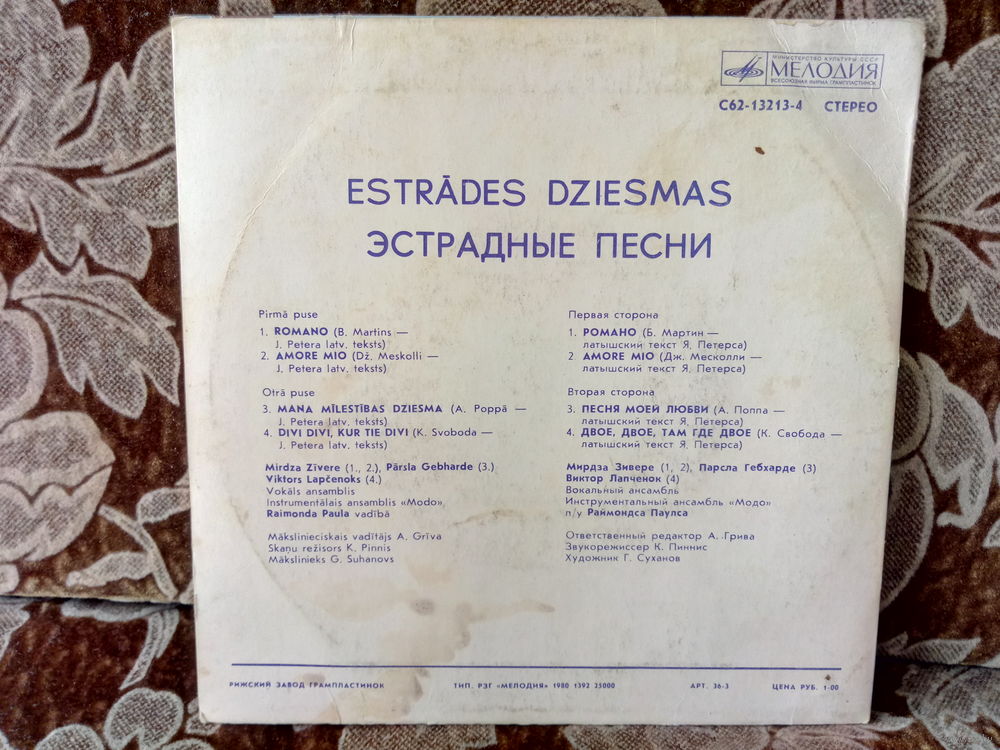 МИНИСТЕРСТВО КУЛЬТУРЫ СССР
МЕЛОДИЯ
ВСЕСОЮЗНАЯ ФИРМА ГРАМПЛАСТИНОК
С62-13213-4 СТЕРЕО
ESTRĀDES DZIESMAS
ЭСТРАДНЫЕ ПЕСНИ
Pirmā puse
1. ROMANO (B. Martins —
J. Petera latv. teksts)
2. AMORE MIO (Dž. Meskolli —
J. Petera latv. teksts)
Otrā puse
3. MANA MĪLESTĪBAS DZIESMA (A. Poppā —
J. Petera latv. teksts)
4. DIVI DIVI, KUR TIE DIVI (K. Svoboda —
J. Petera latv. teksts)
Mirdza Zīvere (1., 2.), Pārsla Gebharde (3.)
Viktors Lapčenoks (4.)
Vokāls ansamblis
Instrumentālais ansamblis «Modo»
Raimonda Paula vadībā
Mākslinieciskais vadītājs A. Grīva
Skaņu režisors K. Pinnis
Mākslinieks G. Suhanovs
Первая сторона
1. РОМАНО (Б. Мартин —
латышский текст Я. Петерса)
2 AMORE MIO (Дж. Месколли —
латышский текст Я. Петерса)
Вторая сторона
3. ПЕСНЯ МОЕЙ ЛЮБВИ (А. Поппа —
латышский текст Я. Петерса)
4. ДВОЕ, ДВОЕ, ТАМ ГДЕ ДВОЕ (К. Свобода —
латышский текст Я. Петерса)
Мирдза Зивере (1, 2), Парсла Гебхарде (3)
Виктор Лапченок (4)
Вокальный ансамбль
Инструментальный ансамбль «Модо»
п/у Раймондса Паулса
Ответственный редактор А. Грива
Звукорежиссер К. Пиннис
Художник Г. Суханов
РИЖСКИЙ ЗАВОД ГРАМПЛАСТИНОК ТИП. РЗГ «МЕЛОДИЯ» 1980 1392 25000 АРТ. 36-3 ЦЕНА РУБ. 1-00